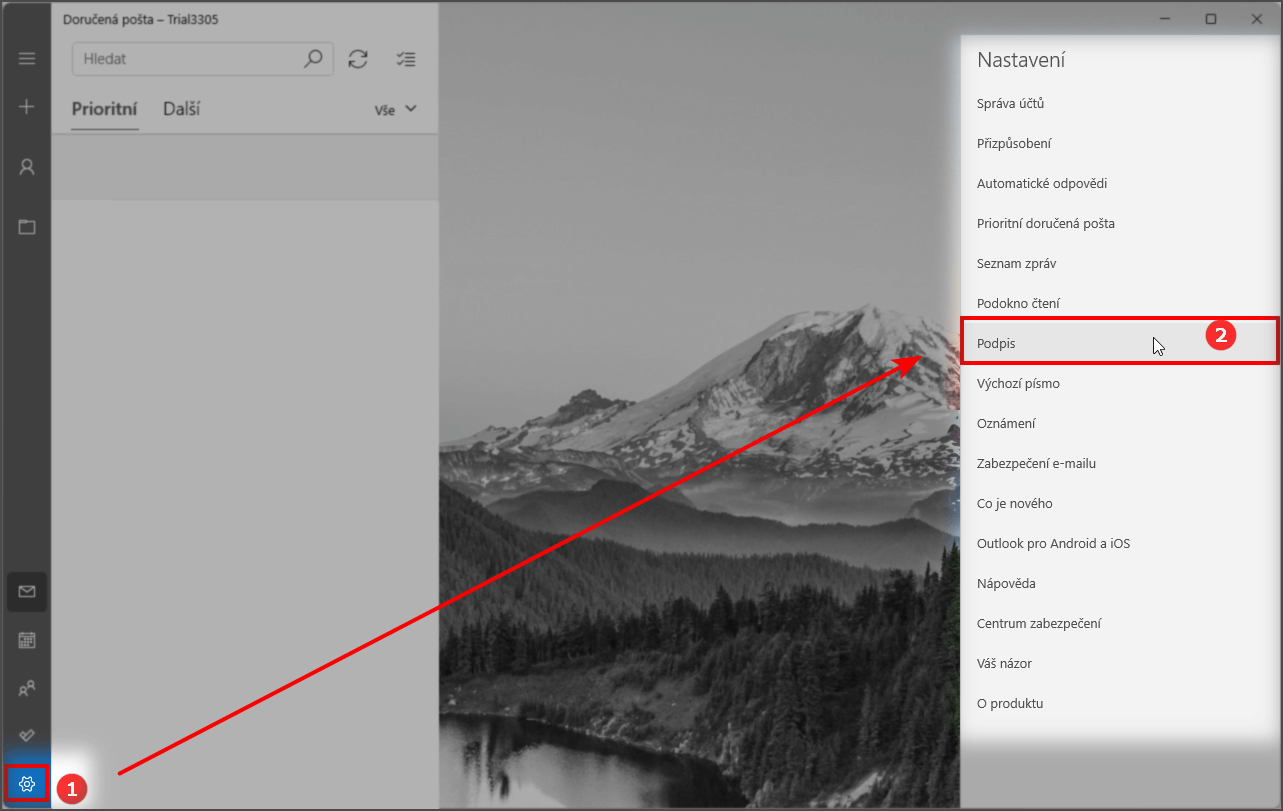 Doručená pošta – Trial3305
Hledat
Prioritní Další Vše
Nastavení
Správa účtů
Přizpůsobení
Automatické odpovědi
Prioritní doručená pošta
Seznam zpráv
Podokno čtení
Podpis 2
Výchozí písmo
Oznámení
Zabezpečení e-mailu
Co je nového
Outlook pro Android a iOS
Nápověda
Centrum zabezpečení
Váš názor
O produktu
1